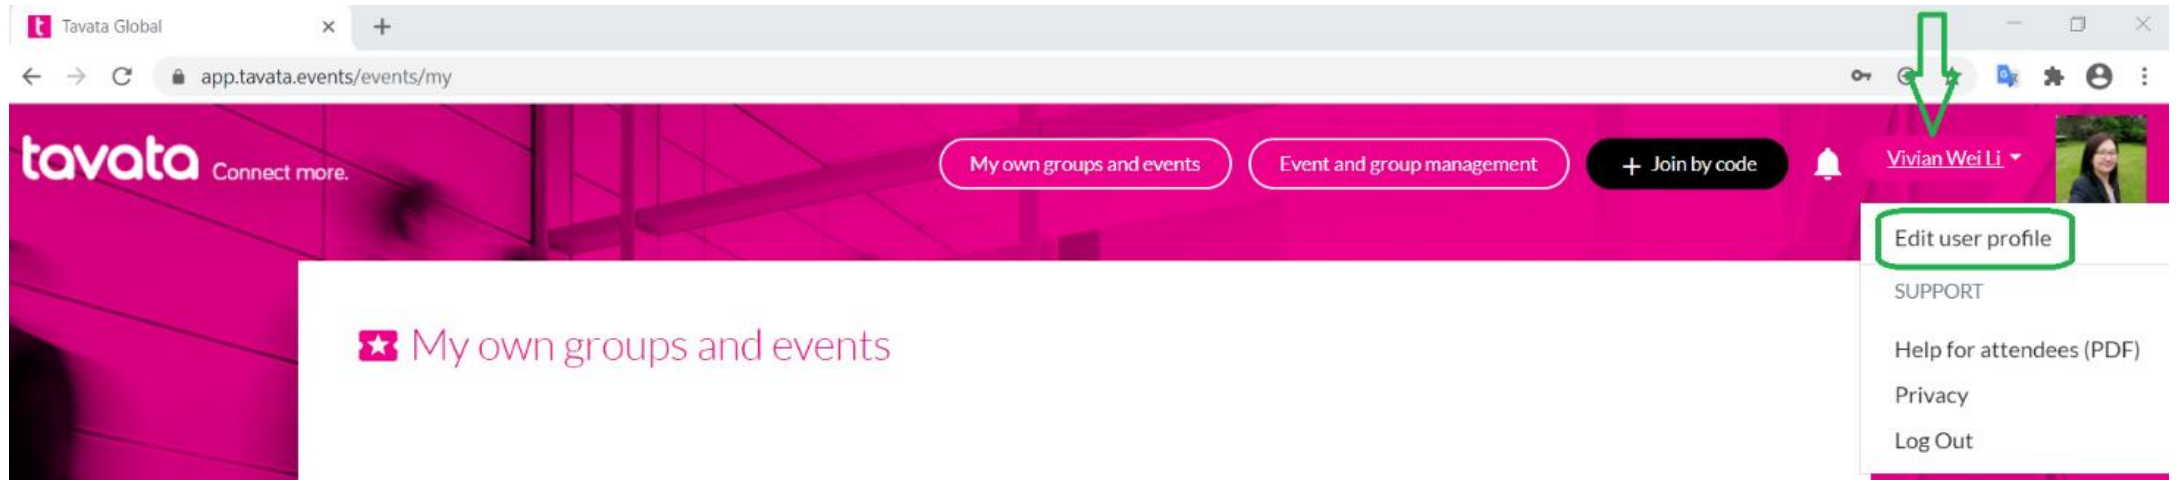 Tavata Global
app.tavata.events/events/my
tavata Connect more.
My own groups and events
Event and group management
+ Join by code
Vivian Wei Li
Edit user profile
SUPPORT
Help for attendees (PDF)
Privacy
Log Out
My own groups and events